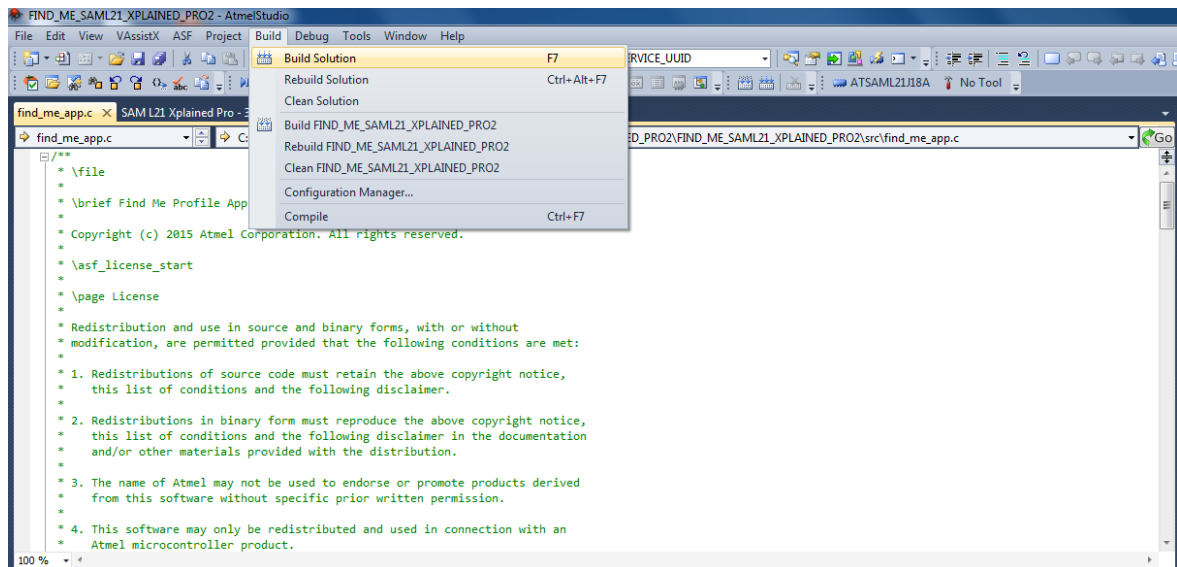 FIND_ME_SAML21_XPLAINED_PRO2 - AtmelStudio
File Edit View VAssistX ASF Project Build Debug Tools Window Help
Build Solution F7
RVICE_UUID
Rebuild Solution Ctrl+Alt+F7
ATSAML21J18A No Tool
Clean Solution
find_me_app.c SAM L21 Xplained Pro - 
Build FIND_ME_SAML21_XPLAINED_PRO2
find_me_app.c C: ED_PRO2\FIND_ME_SAML21_XPLAINED_PRO2\src\find_me_app.c Go
Rebuild FIND_ME_SAML21_XPLAINED_PRO2
Clean FIND_ME_SAML21_XPLAINED_PRO2
Configuration Manager...
Compile Ctrl+F7
/**
* \file
*
* \brief Find Me Profile App
*
* Copyright (c) 2015 Atmel Corporation. All rights reserved.
*
* \asf_license_start
*
* \page License
*
* Redistribution and use in source and binary forms, with or without
* modification, are permitted provided that the following conditions are met:
*
* 1. Redistributions of source code must retain the above copyright notice,
* this list of conditions and the following disclaimer.
*
* 2. Redistributions in binary form must reproduce the above copyright notice,
* this list of conditions and the following disclaimer in the documentation
* and/or other materials provided with the distribution.
*
* 3. The name of Atmel may not be used to endorse or promote products derived
* from this software without specific prior written permission.
*
* 4. This software may only be redistributed and used in connection with an
* Atmel microcontroller product.
100 %